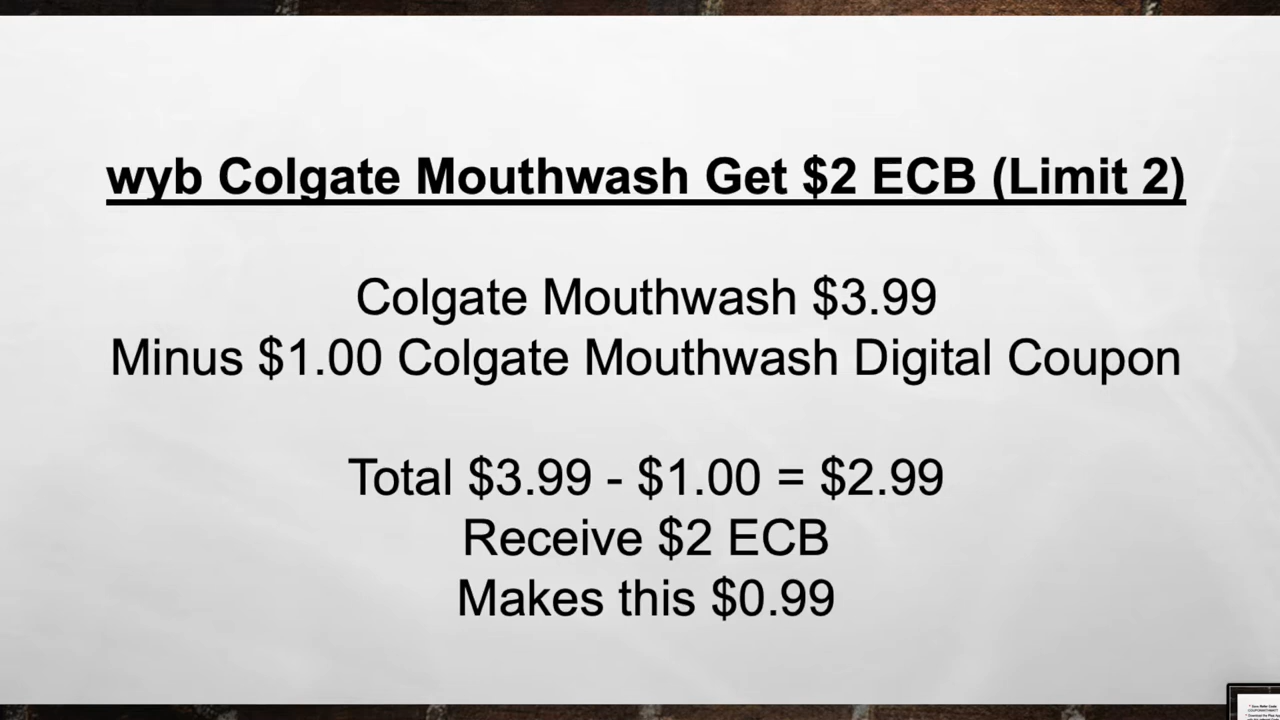 wyb Colgate Mouthwash Get $2 ECB (Limit 2)
Colgate Mouthwash $3.99
Minus $1.00 Colgate Mouthwash Digital Coupon
Total $3.99 - $1.00 = $2.99
Receive $2 ECB
Makes this $0.99